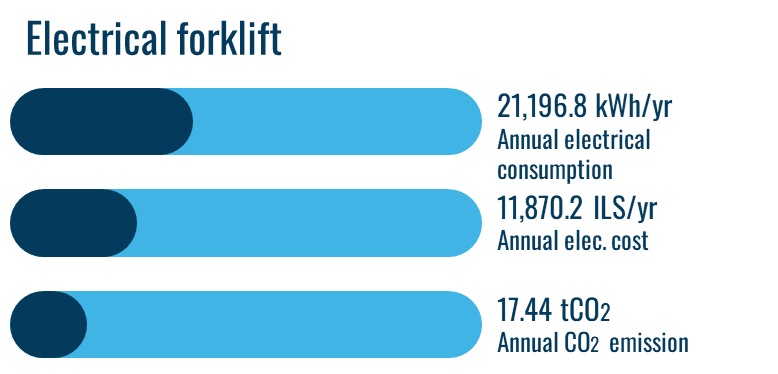 Electrical forklift
21,196.8 kWh/yr
Annual electrical
consumption
11,870.2 ILS/yr
Annual elec. cost
17.44 tCO2
Annual CO2 emission